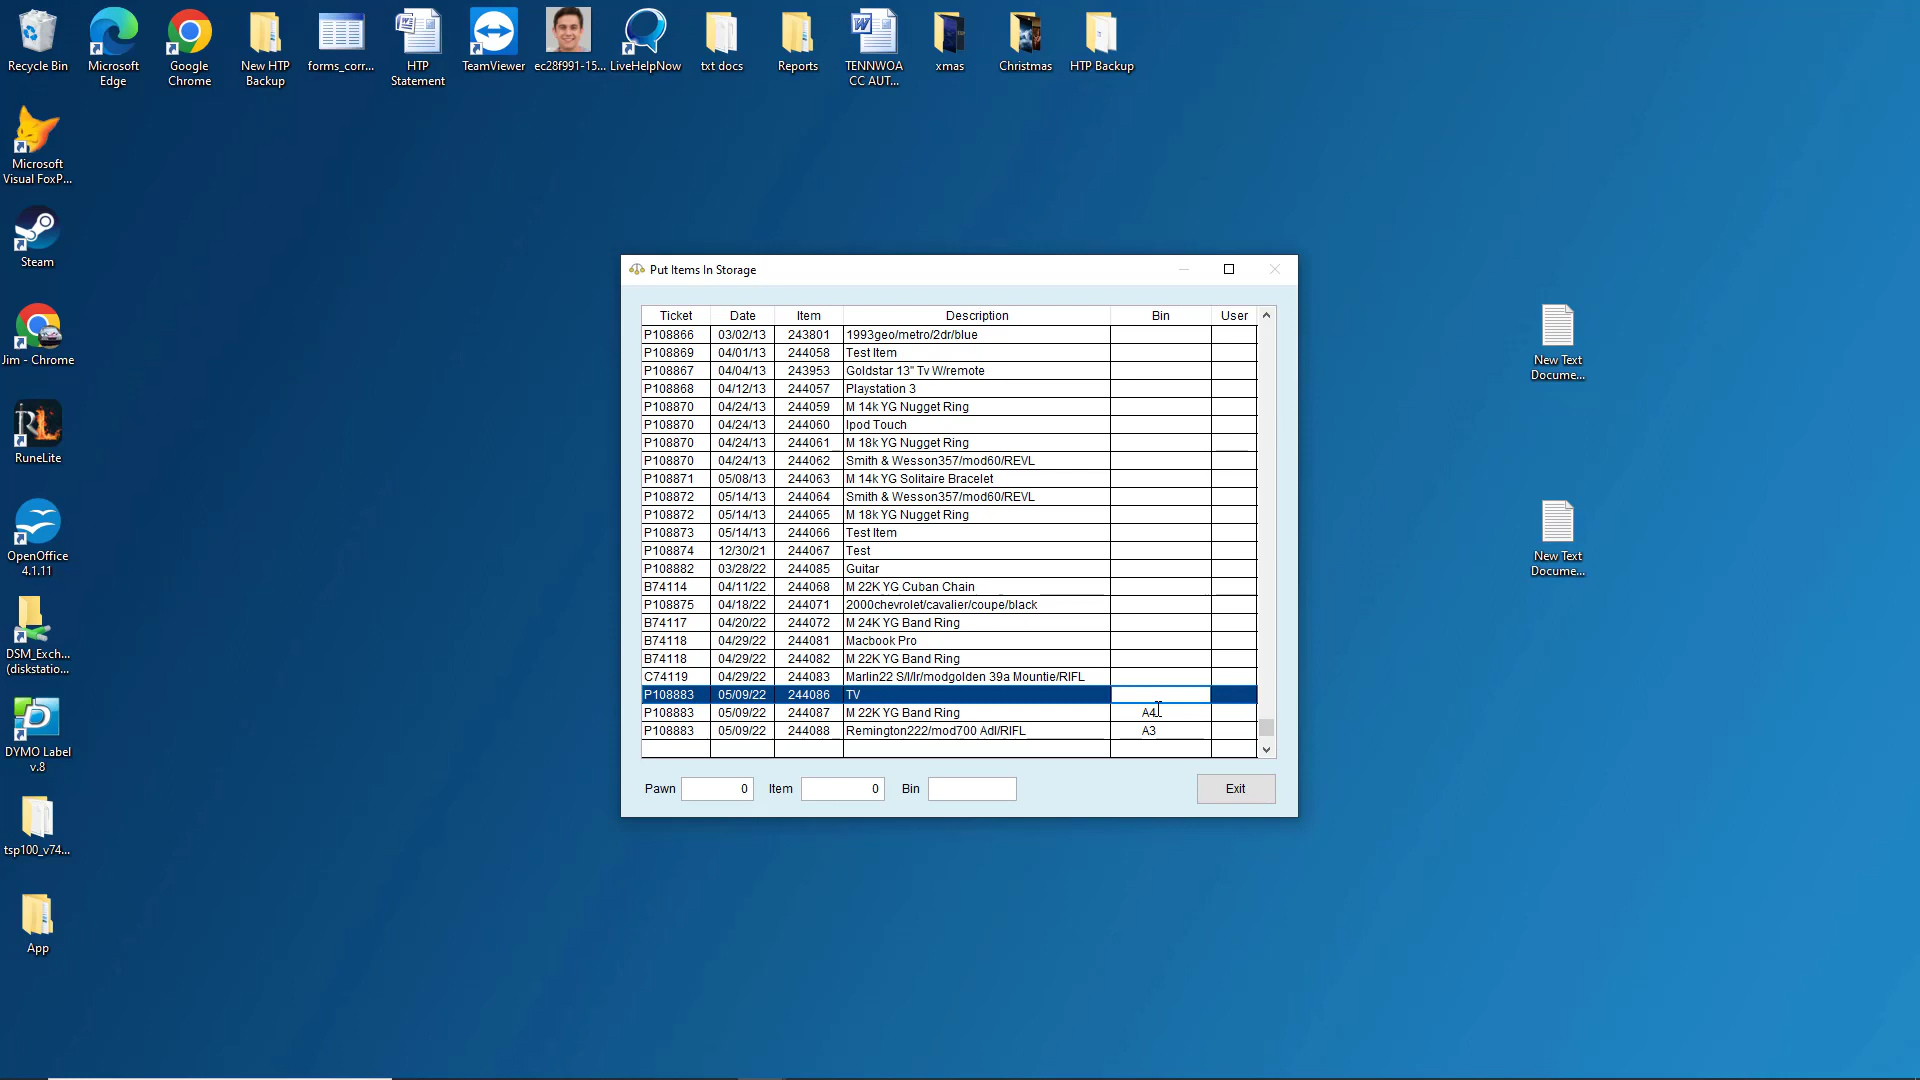 Recycle Bin
Microsoft
Edge
Google
Chrome
New HTP
Backup
forms_corr...
HTP
Statement
TeamViewer
ec28f991-15...
LiveHelpNow
txt docs
Reports
TENNWOA
CC AUT...
xmas
Christmas
HTP Backup
Microsoft
Visual FoxP...
Steam
Jim - Chrome
RuneLite
OpenOffice
4.1.11
DSM_Exch...
(diskstatio...
DYMO Label
v.8
tsp100_v74...
App
New Text
Docume...
New Text
Docume...
Put Items In Storage
Ticket Date Item Description Bin User
P108866 03/02/13 243801 1993geo/metro/2dr/blue
P108869 04/01/13 244058 Test Item
P108867 04/04/13 243953 Goldstar 13" Tv W/remote
P108868 04/12/13 244057 Playstation 3
P108870 04/24/13 244059 M 14k YG Nugget Ring
P108870 04/24/13 244060 Ipod Touch
P108870 04/24/13 244061 M 18k YG Nugget Ring
P108870 04/24/13 244062 Smith & Wesson357/mod60/REVL
P108871 05/08/13 244063 M 14k YG Solitaire Bracelet
P108872 05/14/13 244064 Smith & Wesson357/mod60/REVL
P108872 05/14/13 244065 M 18k YG Nugget Ring
P108873 05/14/13 244066 Test Item
P108874 12/30/21 244067 Test
P108882 03/28/22 244085 Guitar
B74114 04/11/22 244068 M 22K YG Cuban Chain
P108875 04/18/22 244071 2000chevrolet/cavalier/coupe/black
B74117 04/20/22 244072 M 24K YG Band Ring
B74118 04/29/22 244081 Macbook Pro
B74118 04/29/22 244082 M 22K YG Band Ring
C74119 04/29/22 244083 Marlin22 S/l/lr/modgolden 39a Mountie/RIFL
P108883 05/09/22 244086 TV
P108883 05/09/22 244087 M 22K YG Band Ring A4
P108883 05/09/22 244088 Remington222/mod700 Adl/RIFL A3
Pawn 0 Item 0 Bin Exit